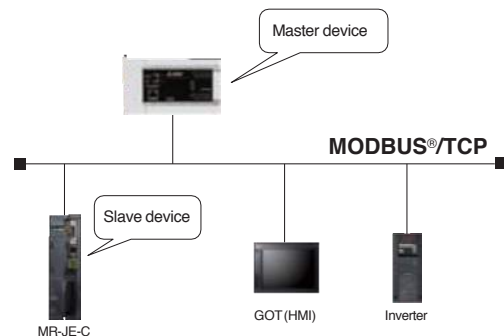 Master device
MODBUS®/TCP
Slave device
MR-JE-C
GOT (HMI)
Inverter